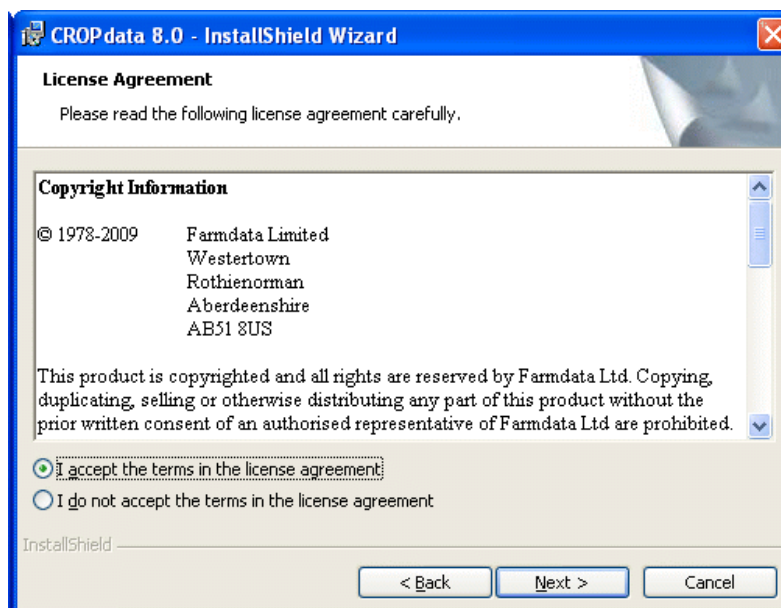 CROPdata 8.0 - InstallShield Wizard
License Agreement
Please read the following license agreement carefully.
Copyright Information
© 1978-2009 Farmdata Limited
Westertown
Rothienorman
Aberdeenshire
AB51 8US
This product is copyrighted and all rights are reserved by Farmdata Ltd. Copying,
duplicating, selling or otherwise distributing any part of this product without the
prior written consent of an authorised representative of Farmdata Ltd are prohibited.
I accept the terms in the license agreement
I do not accept the terms in the license agreement
InstallShield
< Back Next > Cancel